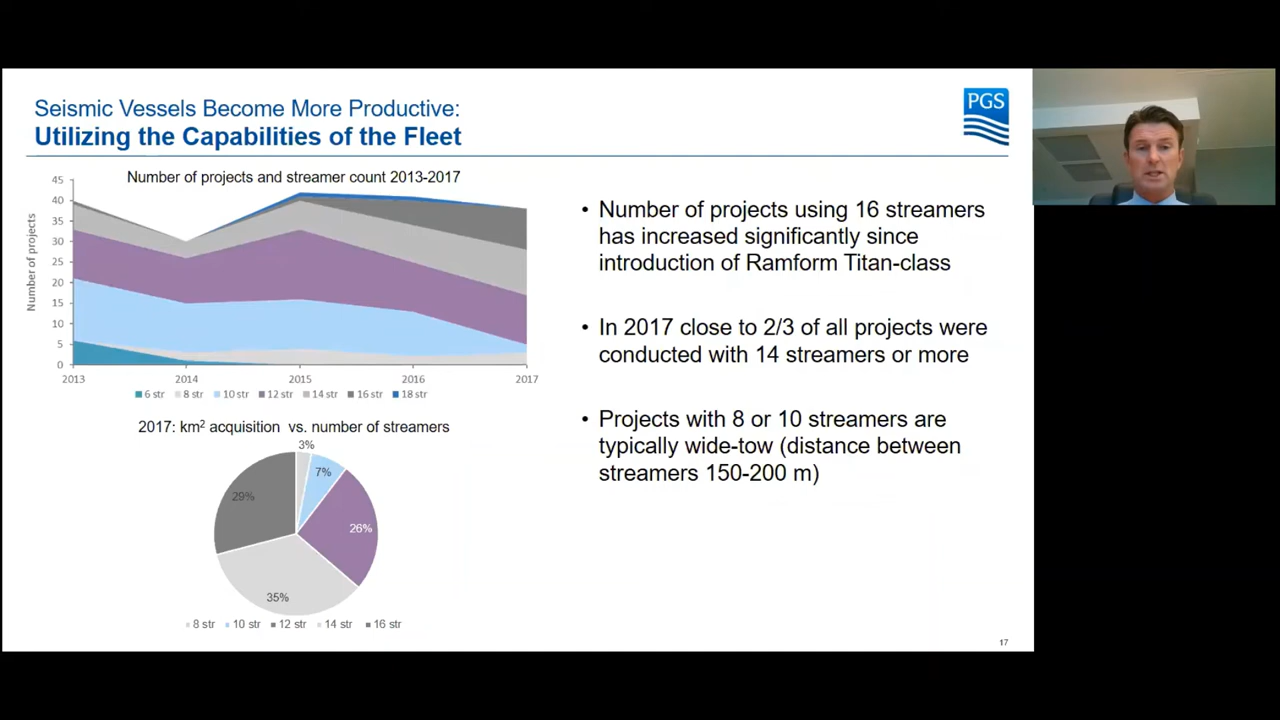 Seismic Vessels Become More Productive:
Utilizing the Capabilities of the Fleet
PGS
Number of projects and streamer count 2013-2017
Number of projects
45
40
35
30
25
20
15
10
5
0
2013 2014 2015 2016 2017
6 str 8 str 10 str 12 str 14 str 16 str 18 str
2017: km² acquisition vs. number of streamers
3%
7%
29%
26%
35%
8 str 10 str 12 str 14 str 16 str
• Number of projects using 16 streamers
has increased significantly since
introduction of Ramform Titan-class
• In 2017 close to 2/3 of all projects were
conducted with 14 streamers or more
• Projects with 8 or 10 streamers are
typically wide-tow (distance between
streamers 150-200 m)
17